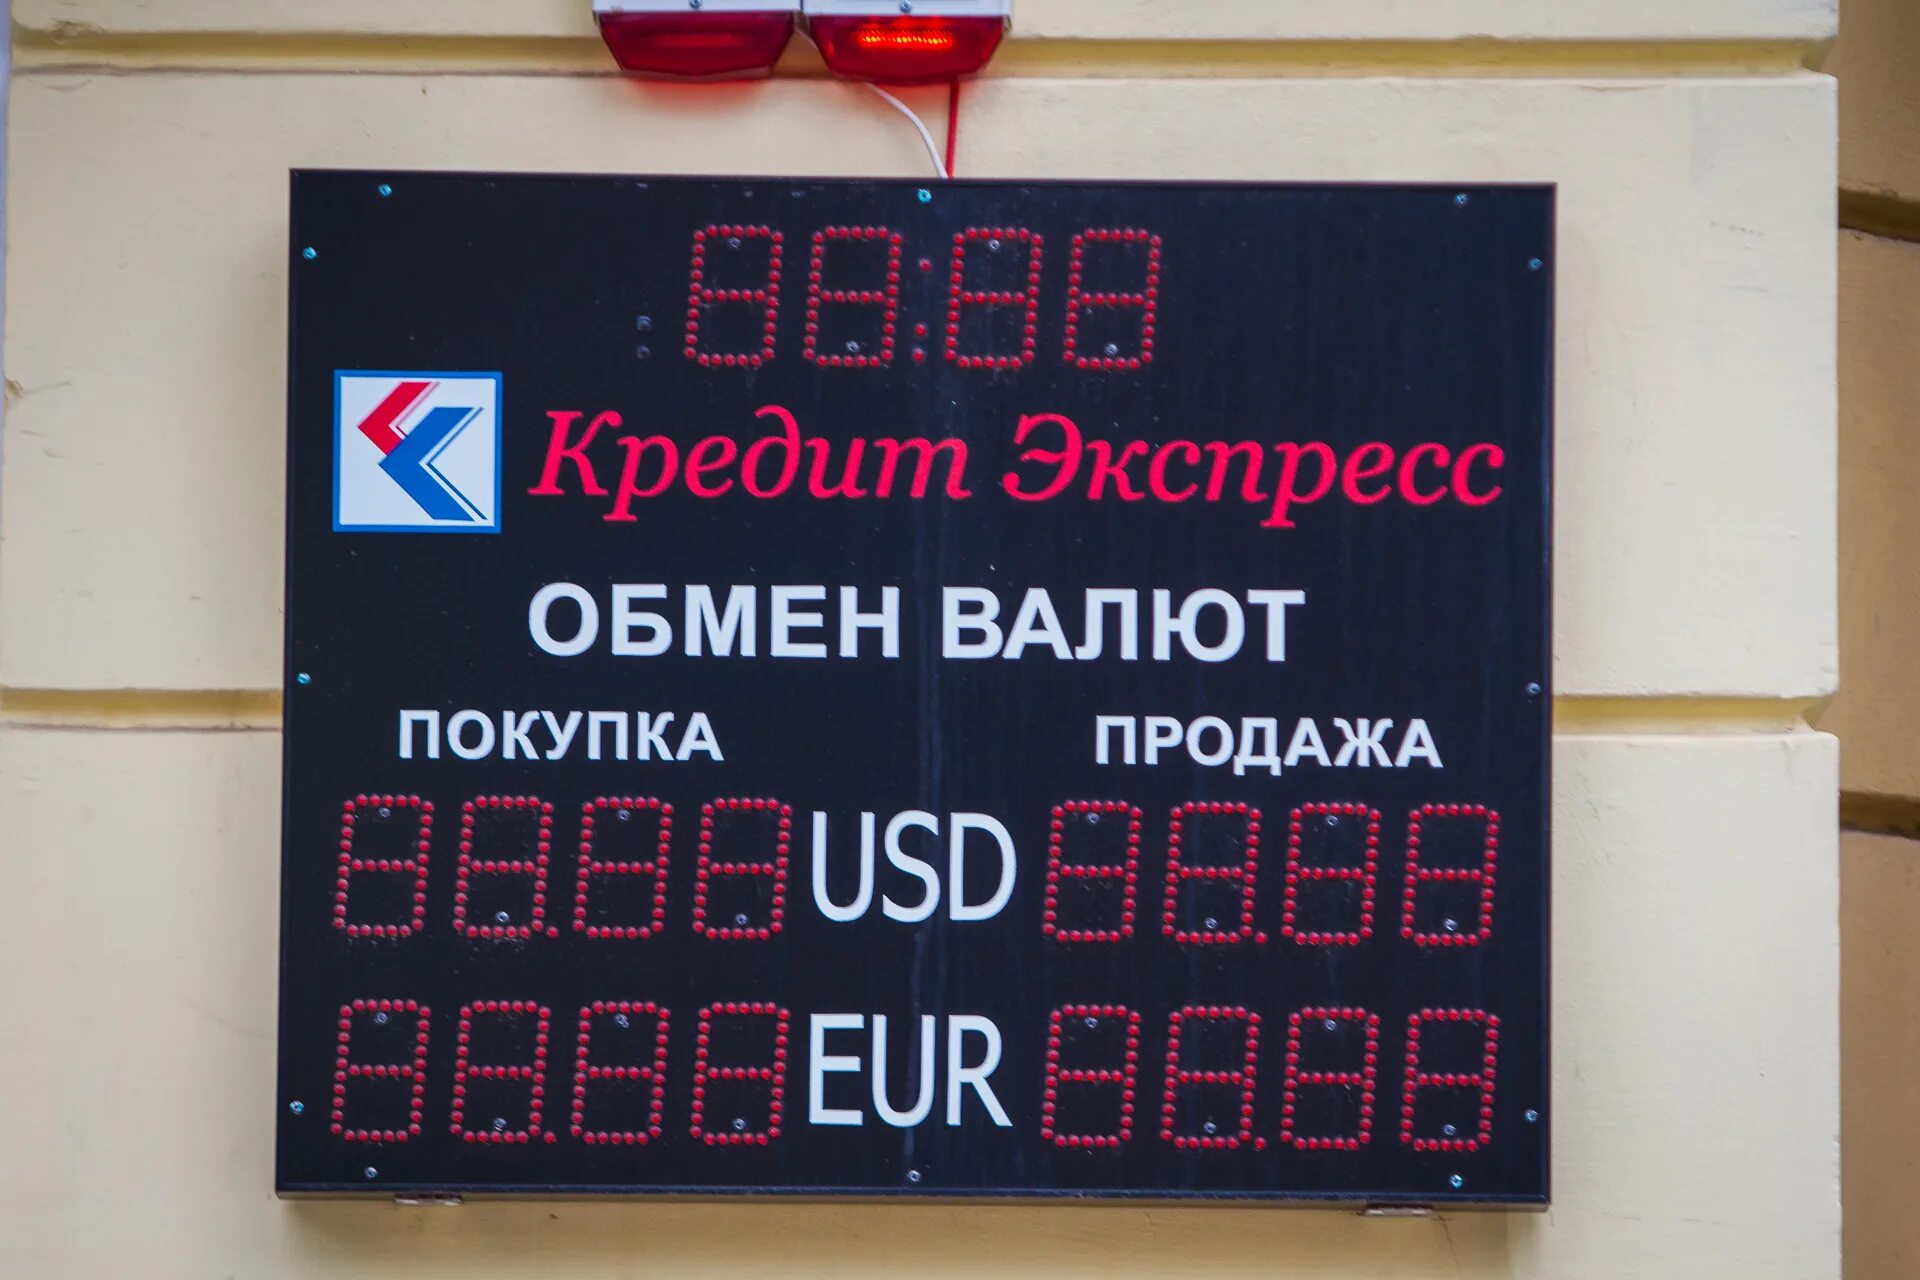 Кредит Экспресс
ОБМЕН ВАЛЮТ
ПОКУПКА ПРОДАЖА
USD
EUR